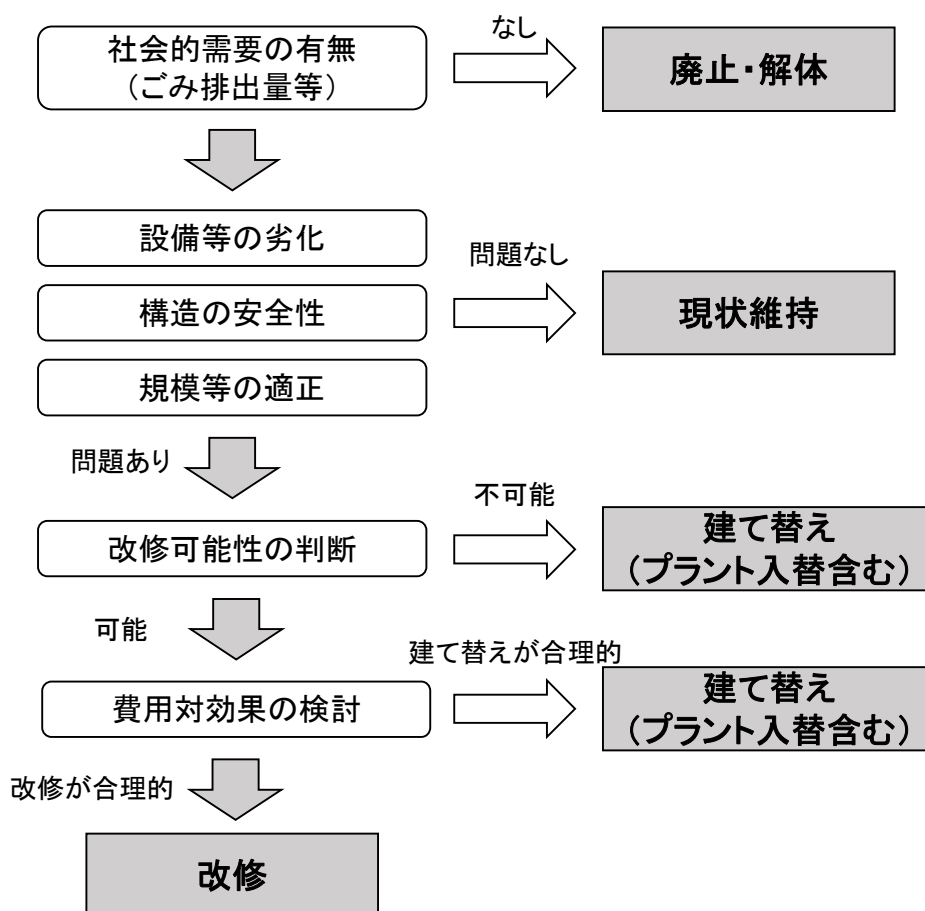 社会的需要の有無
（ごみ排出量等）
なし
廃止・解体
設備等の劣化
構造の安全性
規模等の適正
問題なし
現状維持
問題あり
改修可能性の判断
不可能
建て替え
（プラント入替含む）
可能
費用対効果の検討
建て替えが合理的
建て替え
（プラント入替含む）
改修が合理的
改修